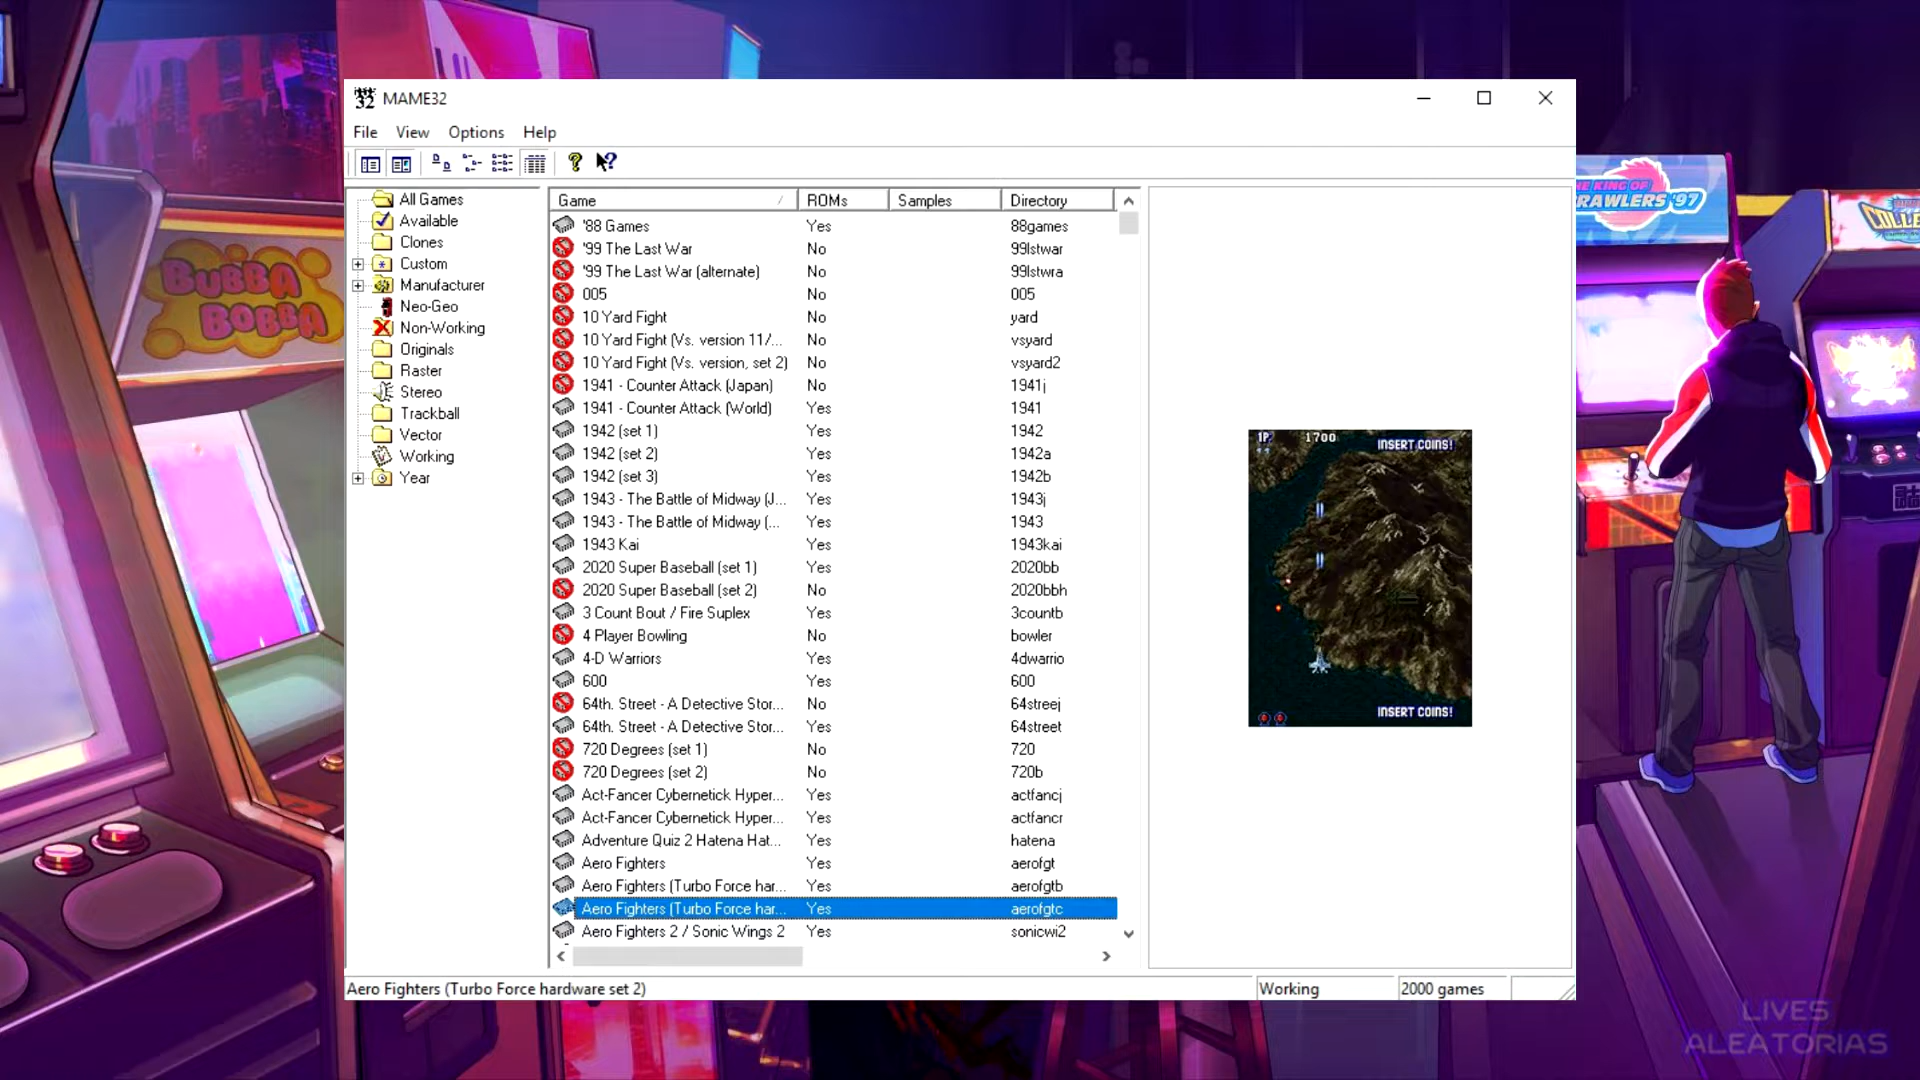 MAME32
File View Options Help
All Games
Available
Clones
Custom
Manufacturer
Neo-Geo
Non-Working
Originals
Raster
Stereo
Trackball
Vector
Working
Year
Game ROMs Samples Directory
'88 Games Yes 88games
'99 The Last War No 99lstwar
'99 The Last War (alternate) No 99lstwra
005 No 005
10 Yard Fight No yard
10 Yard Fight (Vs. version 11/... No vsyard
10 Yard Fight (Vs. version, set 2) No vsyard2
1941 - Counter Attack (Japan) No 1941j
1941 - Counter Attack (World) Yes 1941
1942 (set 1) Yes 1942
1942 (set 2) Yes 1942a
1942 (set 3) Yes 1942b
1943 - The Battle of Midway (J... Yes 1943j
1943 - The Battle of Midway (... Yes 1943
1943 Kai Yes 1943kai
2020 Super Baseball (set 1) Yes 2020bb
2020 Super Baseball (set 2) No 2020bbh
3 Count Bout / Fire Suplex Yes 3countb
4 Player Bowling No bowler
4-D Warriors Yes 4dwarrio
600 Yes 600
64th. Street - A Detective Stor... No 64streej
64th. Street - A Detective Stor... Yes 64street
720 Degrees (set 1) No 720
720 Degrees (set 2) No 720b
Act-Fancer Cybernetick Hyper... Yes actfancj
Act-Fancer Cybernetick Hyper... Yes actfancr
Adventure Quiz 2 Hatena Hat... Yes hatena
Aero Fighters Yes aerofgt
Aero Fighters (Turbo Force har... Yes aerofgtb
Aero Fighters (Turbo Force har... Yes aerofgtc
Aero Fighters 2 / Sonic Wings 2 Yes sonicwi2
1P 1700 INSERT COINS!
INSERT COINS!
Aero Fighters (Turbo Force hardware set 2) Working 2000 games
BUBBA
BOBBA
KING OF
RAWLERS '97
COLLE
LIVES
ALEATORIAS